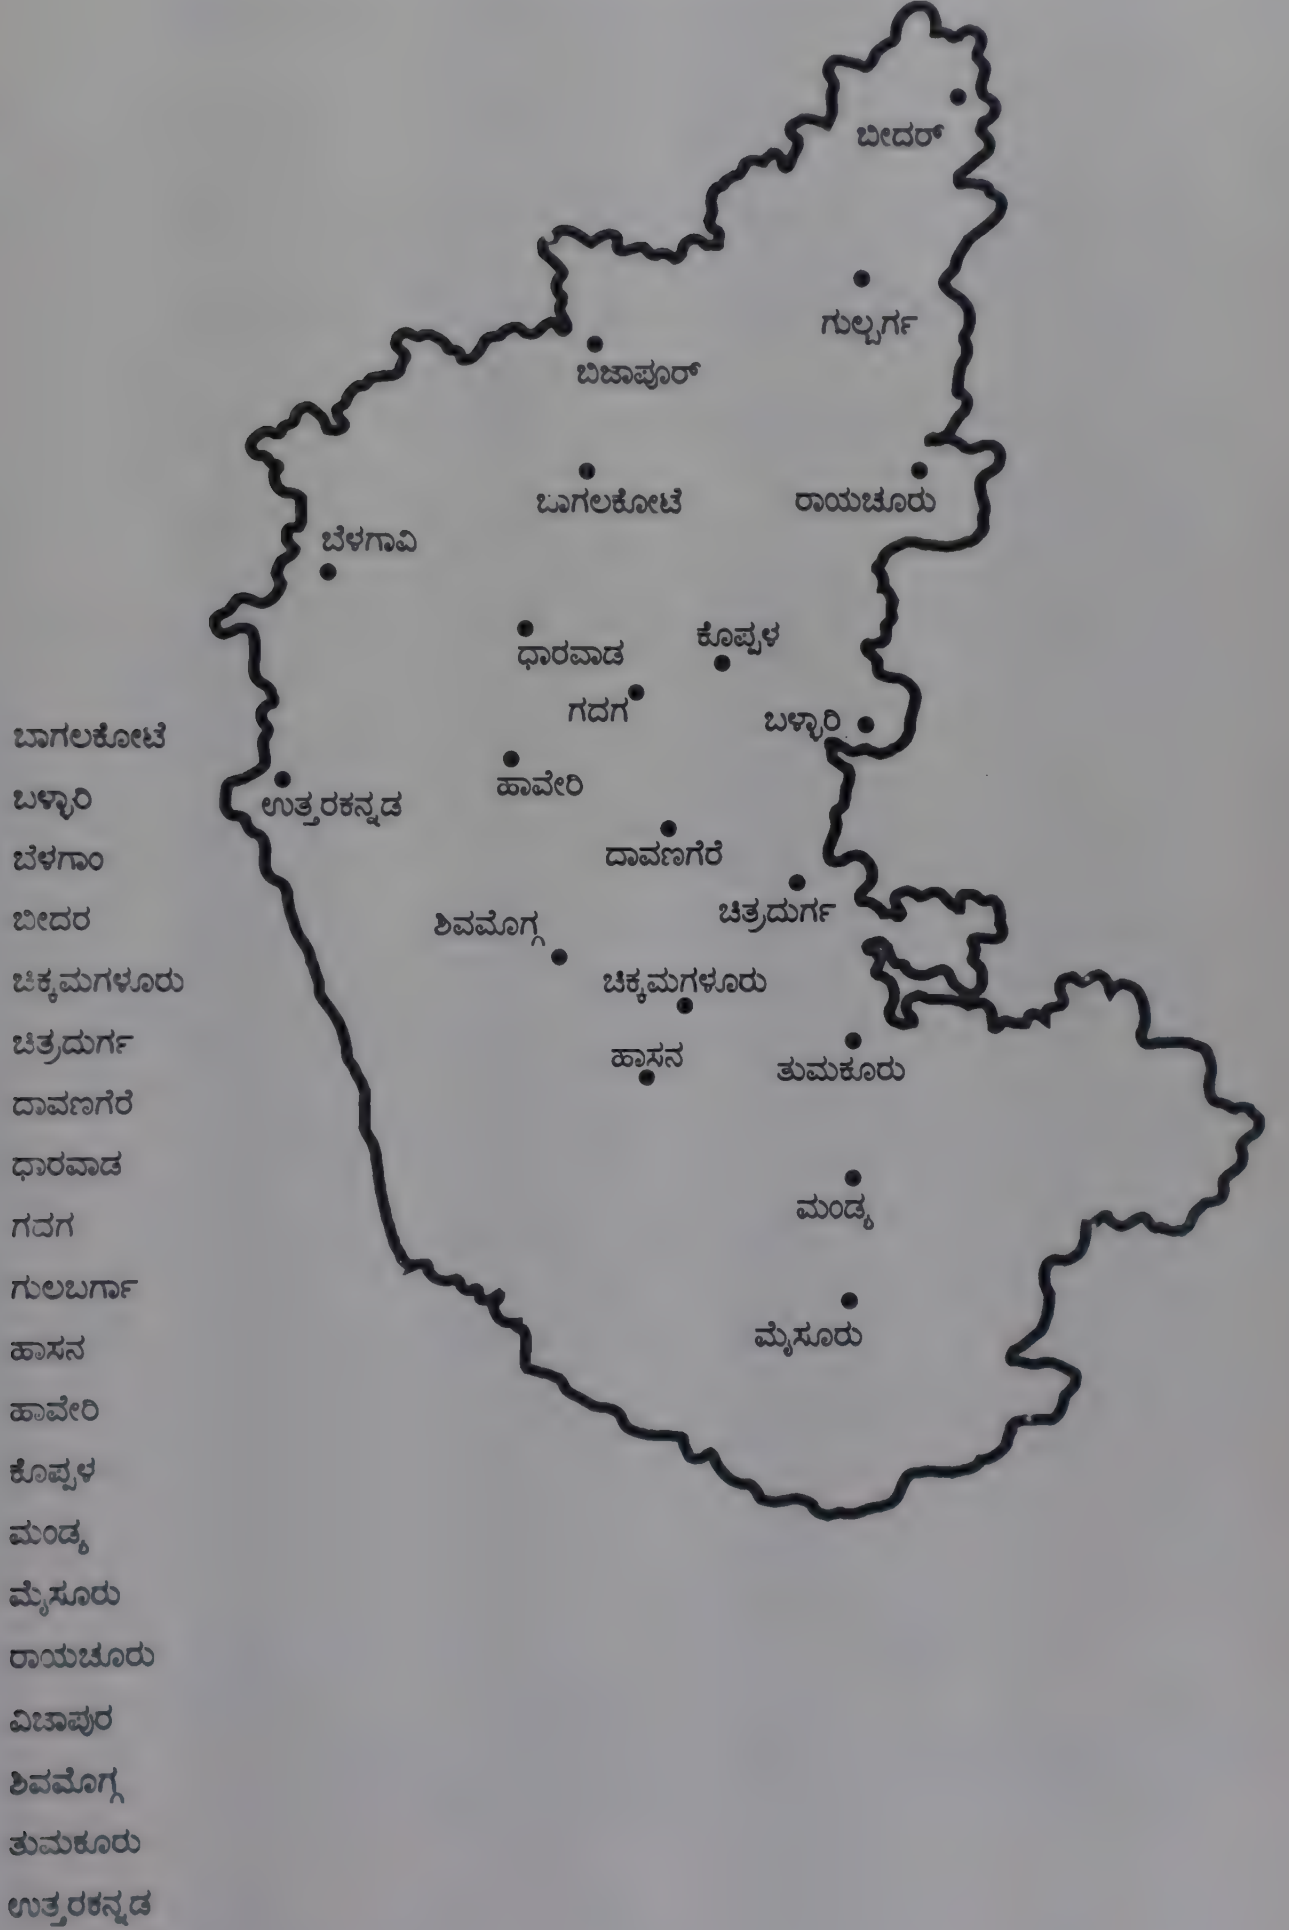 ಬೀದರ್
ಗುಲ್ಬರ್ಗ
ಬಿಜಾಪೂರ್
ಬಾಗಲಕೋಟೆ
ರಾಯಚೂರು
ಬೆಳಗಾವಿ
ಧಾರವಾಡ
ಕೊಪ್ಪಳ
ಗದಗ
ಬಳ್ಳಾರಿ
ಹಾವೇರಿ
ಉತ್ತರಕನ್ನಡ
ದಾವಣಗೆರೆ
ಚಿತ್ರದುರ್ಗ
ಶಿವಮೊಗ್ಗ
ಚಿಕ್ಕಮಗಳೂರು
ಹಾಸನ
ತುಮಕೂರು
ಮಂಡ್ಯ
ಮೈಸೂರು
ಬಾಗಲಕೋಟೆ
ಬಳ್ಳಾರಿ
ಬೆಳಗಾಂ
ಬೀದರ
ಚಿಕ್ಕಮಗಳೂರು
ಚಿತ್ರದುರ್ಗ
ದಾವಣಗೆರೆ
ಧಾರವಾಡ
ಗದಗ
ಗುಲಬರ್ಗಾ
ಹಾಸನ
ಹಾವೇರಿ
ಕೊಪ್ಪಳ
ಮಂಡ್ಯ
ಮೈಸೂರು
ರಾಯಚೂರು
ವಿಜಾಪುರ
ಶಿವಮೊಗ್ಗ
ತುಮಕೂರು
ಉತ್ತರಕನ್ನಡ